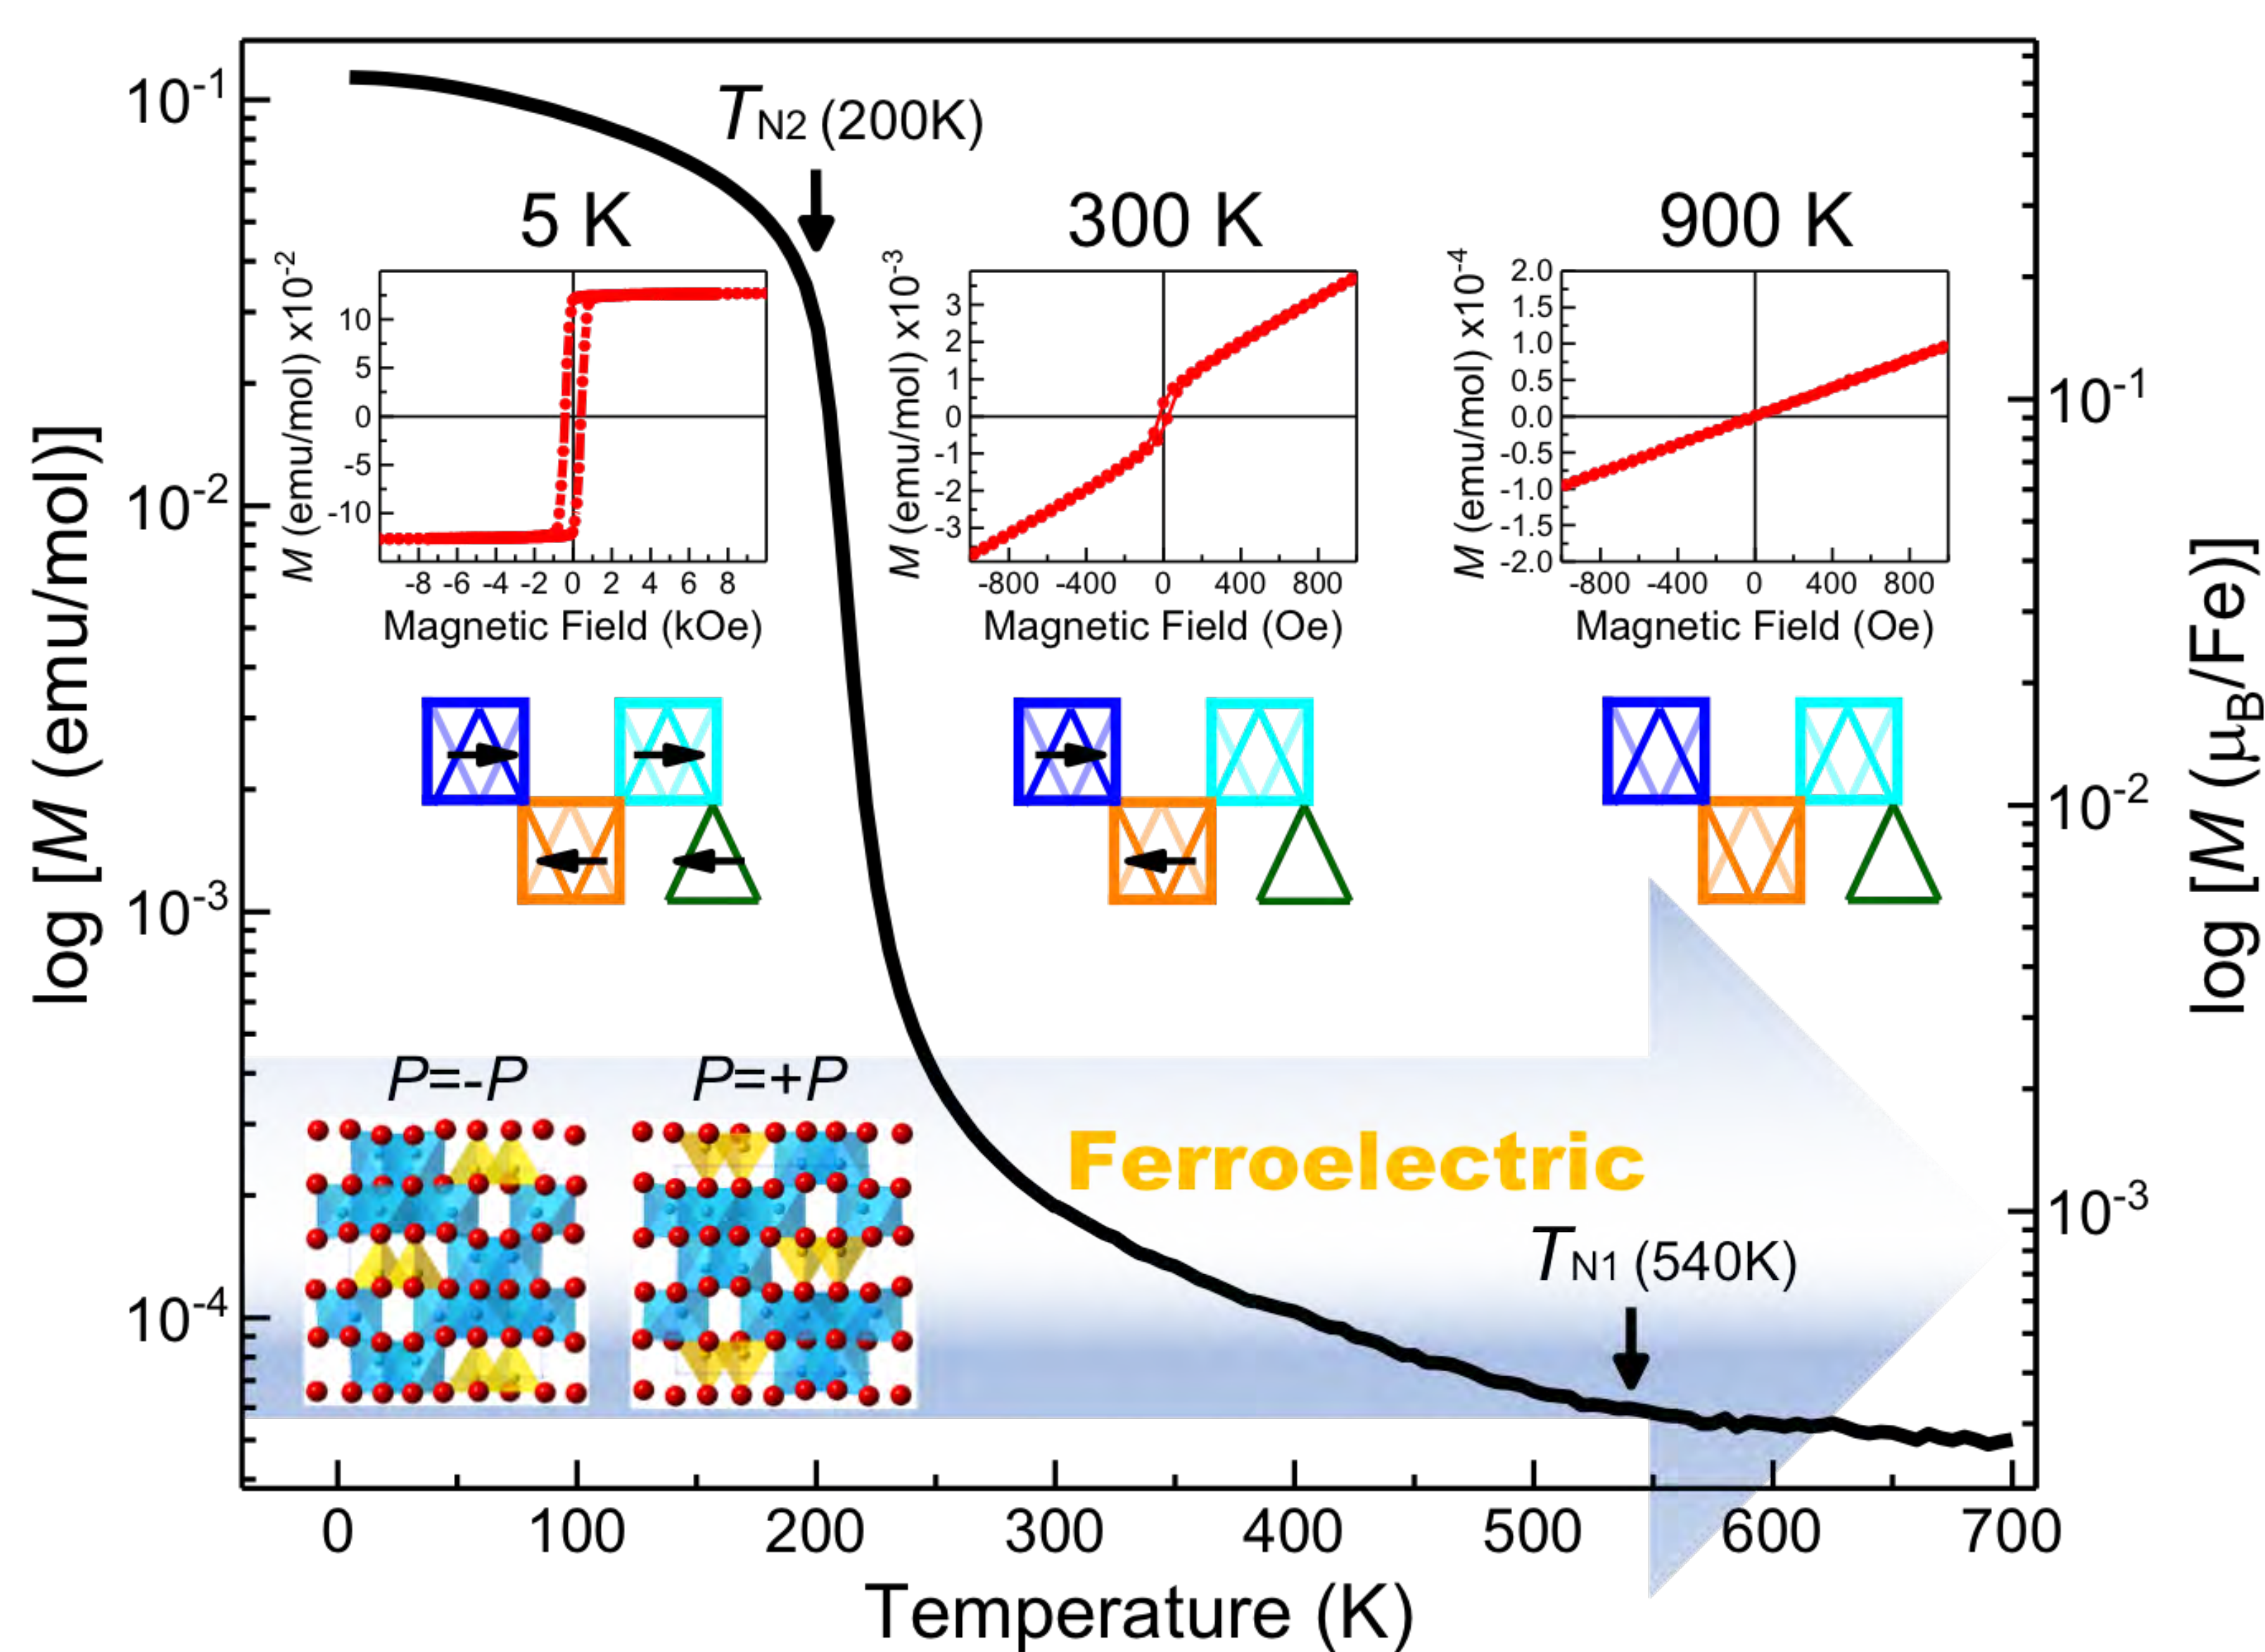 log [M (emu/mol)]
10-1
10-2
10-3
10-4
TN2 (200K)
5 K
M (emu/mol) x10-2
10
5
0
-5
-10
-8 -6 -4 -2 0 2 4 6 8
Magnetic Field (kOe)
300 K
M (emu/mol) x10-3
3
2
1
0
-1
-2
-3
-800 -400 0 400 800
Magnetic Field (Oe)
900 K
M (emu/mol) x10-4
2.0
1.5
1.0
0.5
0.0
-0.5
-1.0
-1.5
-2.0
-800 -400 0 400 800
Magnetic Field (Oe)
P=-P
P=+P
Ferroelectric
TN1 (540K)
10-1
10-2
10-3
log [M (μB/Fe)]
0 100 200 300 400 500 600 700
Temperature (K)